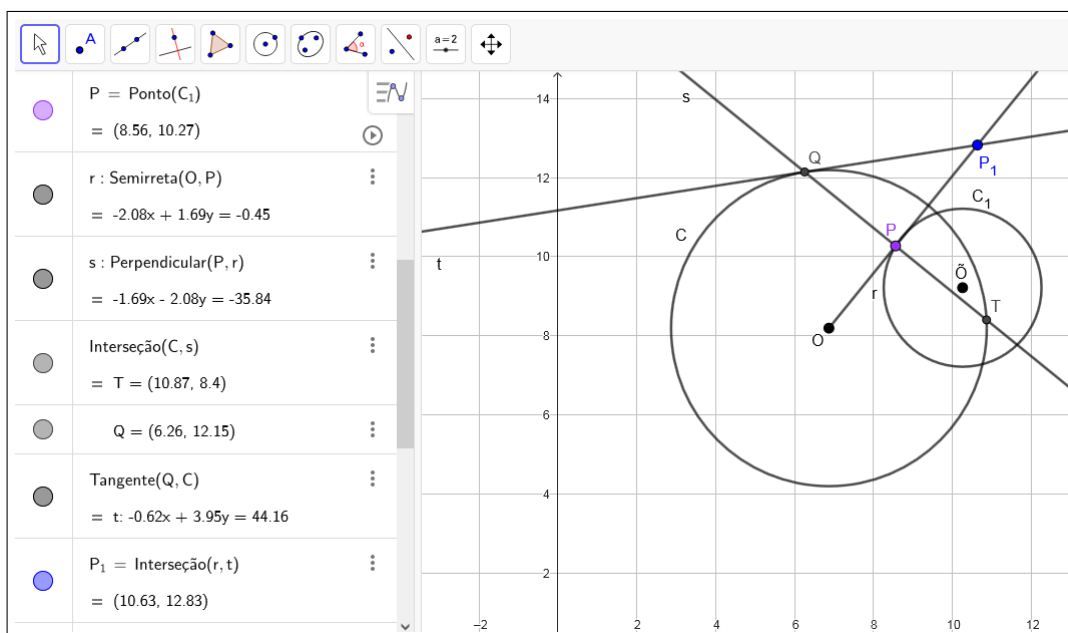 A
a=2
P = Ponto(C₁)
= (8.56, 10.27)
r : Semirreta(O, P)
= -2.08x + 1.69y = -0.45
s : Perpendicular(P, r)
= -1.69x - 2.08y = -35.84
Interseção(C, s)
= T = (10.87, 8.4)
Q = (6.26, 12.15)
Tangente(Q, C)
= t: -0.62x + 3.95y = 44.16
P₁ = Interseção(r, t)
= (10.63, 12.83)
14
s
Q
P₁
12
C₁
C
P
10
t
Õ
r
T
8
O
6
4
2
−2
2
4
6
8
10
12